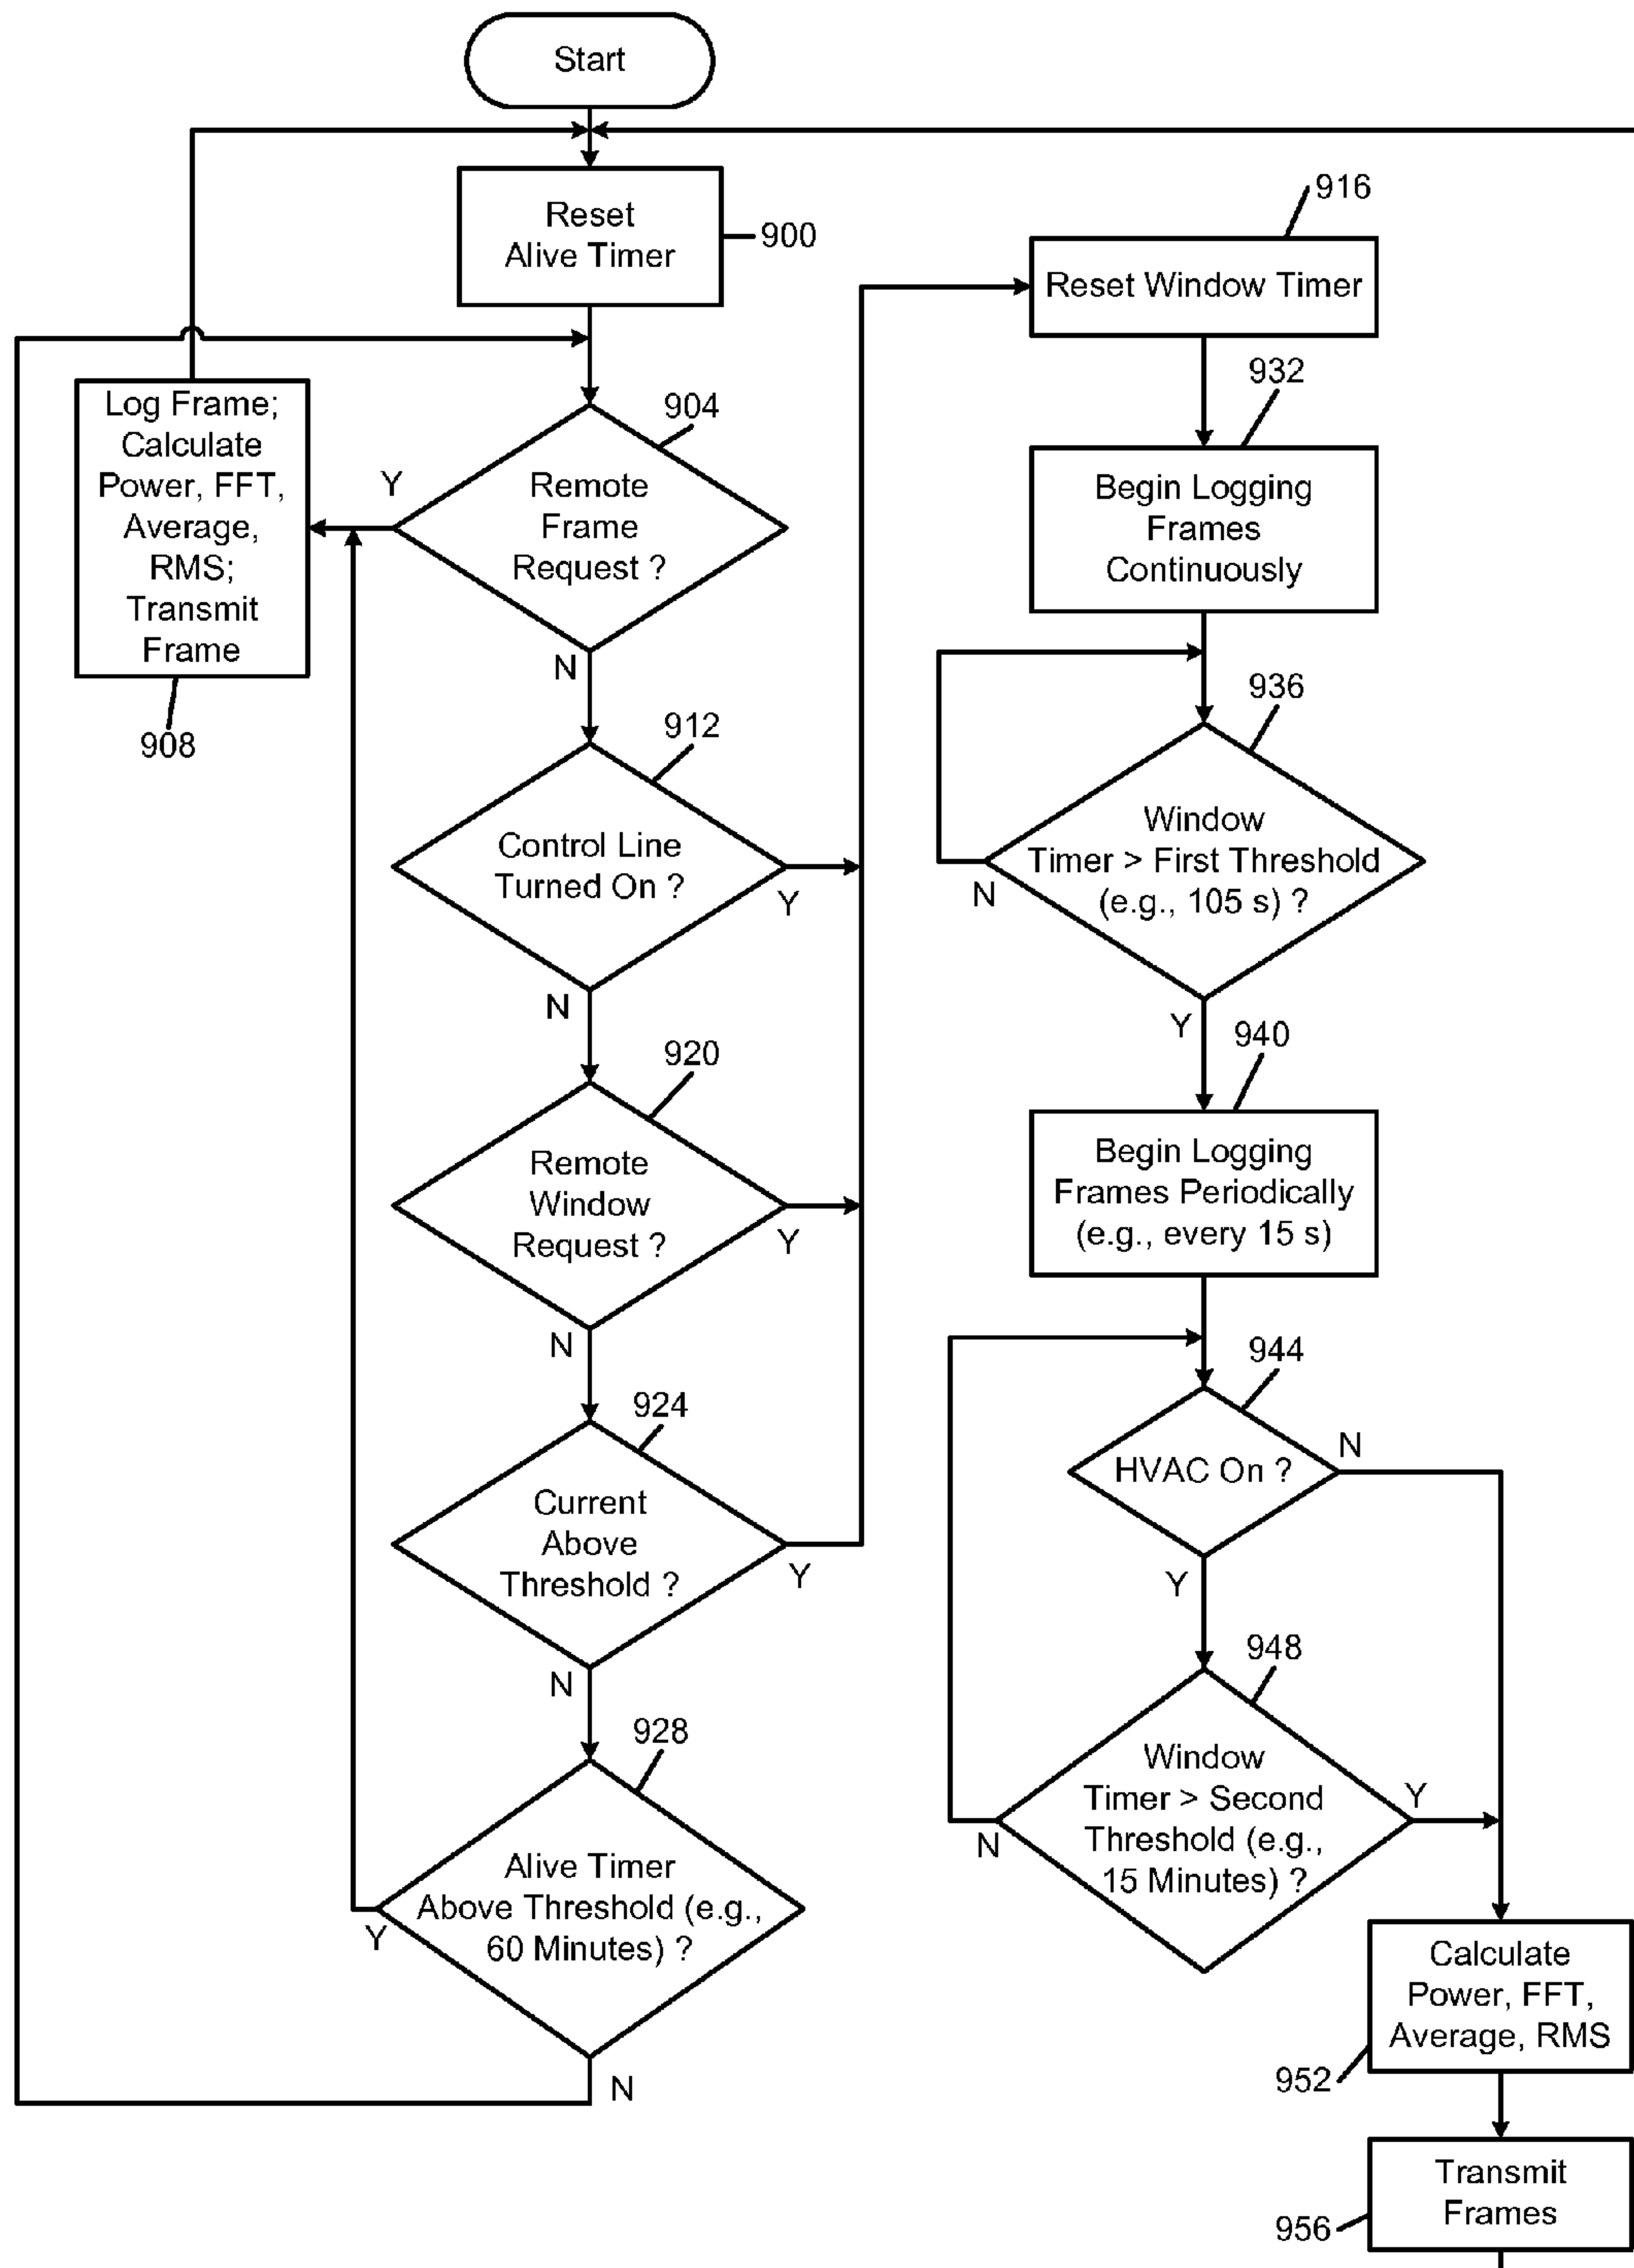 Start
Reset
Alive Timer
900
Log Frame;
Calculate
Power, FFT,
Average,
RMS;
Transmit
Frame
908
904
Remote
Frame
Request ?
Y
N
912
Control Line
Turned On ?
Y
N
920
Remote
Window
Request ?
Y
N
924
Current
Above
Threshold ?
Y
N
928
Alive Timer
Above Threshold (e.g.,
60 Minutes) ?
Y
N
916
Reset Window Timer
932
Begin Logging
Frames
Continuously
936
Window
Timer > First Threshold
(e.g., 105 s) ?
N
Y
940
Begin Logging
Frames Periodically
(e.g., every 15 s)
944
HVAC On ?
N
Y
948
Window
Timer > Second
Threshold (e.g.,
15 Minutes) ?
Y
N
Calculate
Power, FFT,
Average, RMS
952
Transmit
Frames
956